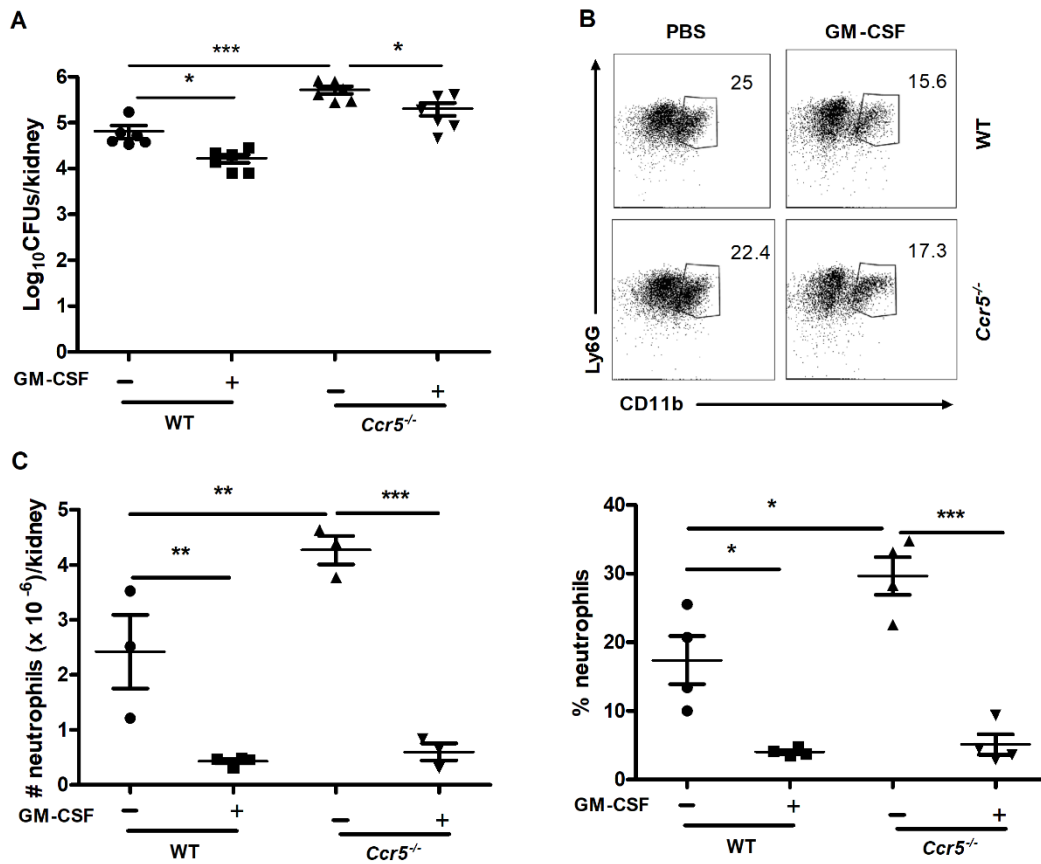 A
***
*
*
6
5
4
3
2
1
0
Log10CFUs/kidney
GM-CSF
− + − +
WT Ccr5-/-
B
PBS GM-CSF
25 15.6
WT
22.4 17.3
Ccr5-/-
Ly6G
CD11b
C
** ***
**
5
4
3
2
1
0
# neutrophils (x 10 -6)/kidney
GM-CSF
− + − +
WT Ccr5-/-
* ***
*
40
30
20
10
0
% neutrophils
GM-CSF
− + − +
WT Ccr5-/-